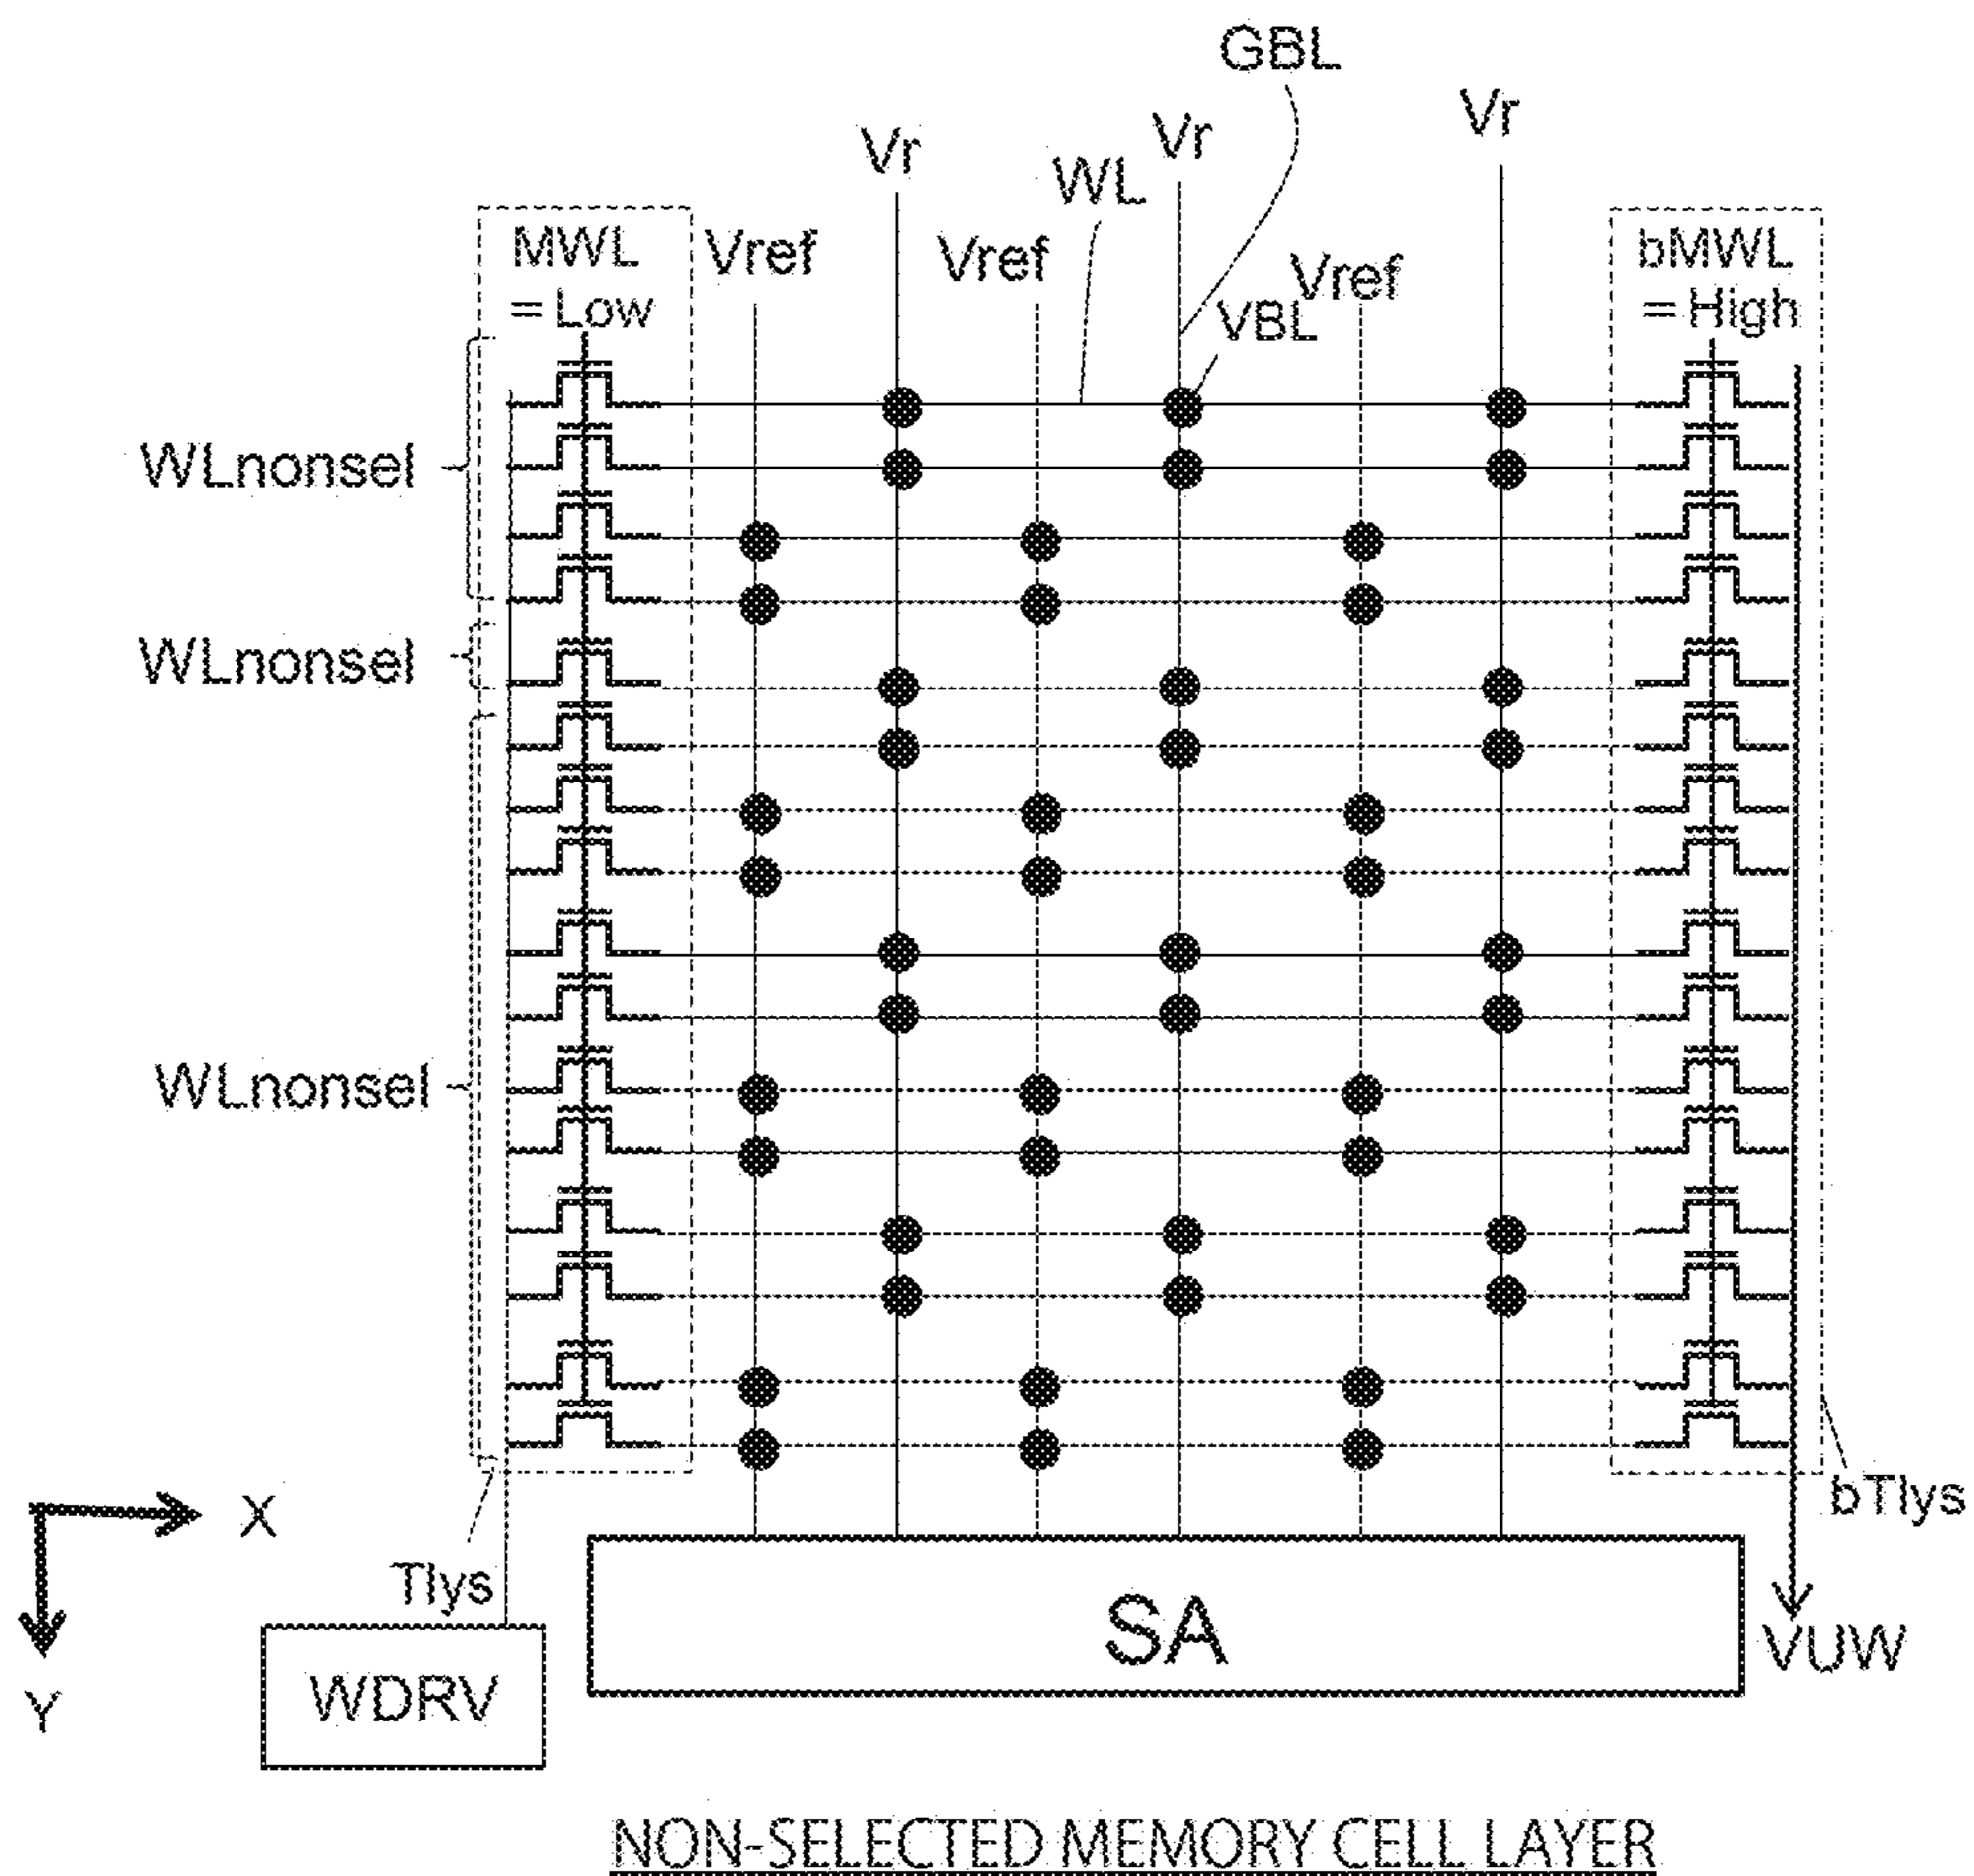 GBL
Vr
Vr
Vr
WL
MWL
= Low
Vref
Vref
Vref
bMWL
= High
VBL
WLnonsel
WLnonsel
WLnonsel
X
Y
Tlys
bTlys
WDRV
SA
VUW
NON-SELECTED MEMORY CELL LAYER